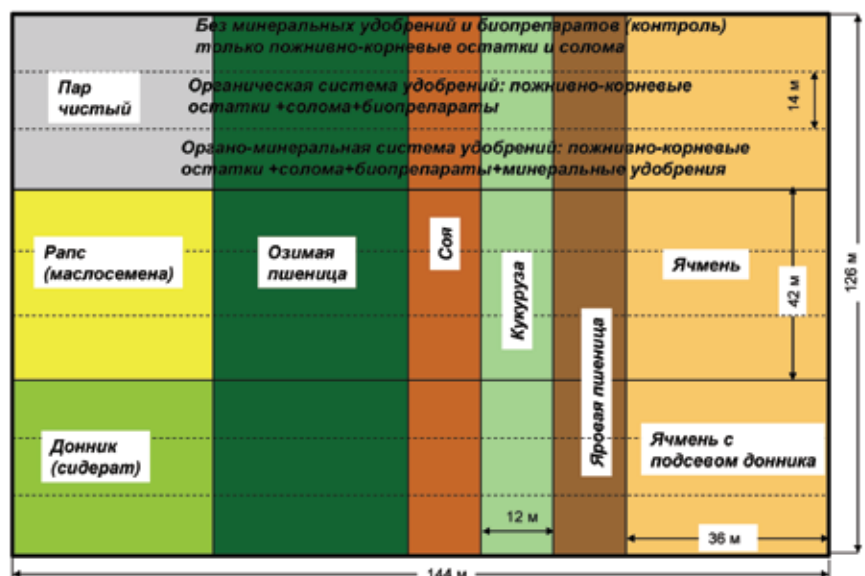 Без минеральных удобрений и биопрепаратов (контроль)
только пожнивно-корневые остатки и солома
Пар
чистый
Органическая система удобрений: пожнивно-корневые
остатки +солома+биопрепараты
14 м
Органо-минеральная система удобрений: пожнивно-корневые
остатки +солома+биопрепараты+минеральные удобрения
Рапс
(маслосемена)
Озимая
пшеница
Соя
Кукуруза
Яровая пшеница
Ячмень
42 м
126 м
Донник
(сидерат)
Ячмень с
подсевом донника
12 м
36 м
144 м